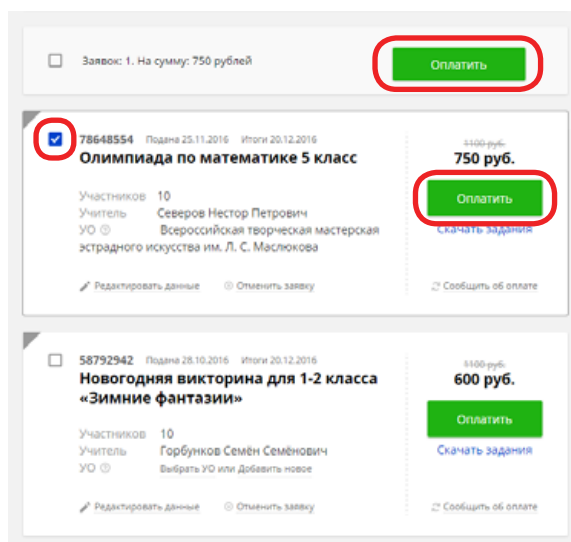 Заявок: 1. На сумму: 750 рублей
Оплатить
78648554 Подана 25.11.2016 Итоги 20.12.2016
Олимпиада по математике 5 класс
1100 руб.
750 руб.
Участников 10
Учитель Северов Нестор Петрович
УО Всероссийская творческая мастерская
эстрадного искусства им. Л. С. Маслюкова
Оплатить
Скачать задания
Редактировать данные Отменить заявку
Сообщить об оплате
58792942 Подана 28.10.2016 Итоги 20.12.2016
Новогодняя викторина для 1-2 класса
«Зимние фантазии»
1100 руб.
600 руб.
Участников 10
Учитель Горбунков Семён Семёнович
УО Выбрать УО или Добавить новое
Оплатить
Скачать задания
Редактировать данные Отменить заявку
Сообщить об оплате